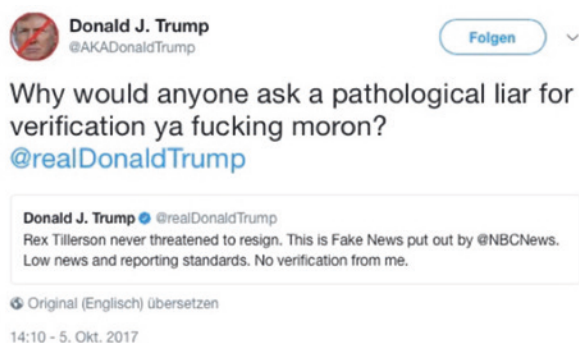 Donald J. Trump
@AKADonaldTrump
Folgen
Why would anyone ask a pathological liar for
verification ya fucking moron?
@realDonaldTrump
Donald J. Trump @realDonaldTrump
Rex Tillerson never threatened to resign. This is Fake News put out by @NBCNews.
Low news and reporting standards. No verification from me.
Original (Englisch) übersetzen
14:10 - 5. Okt. 2017